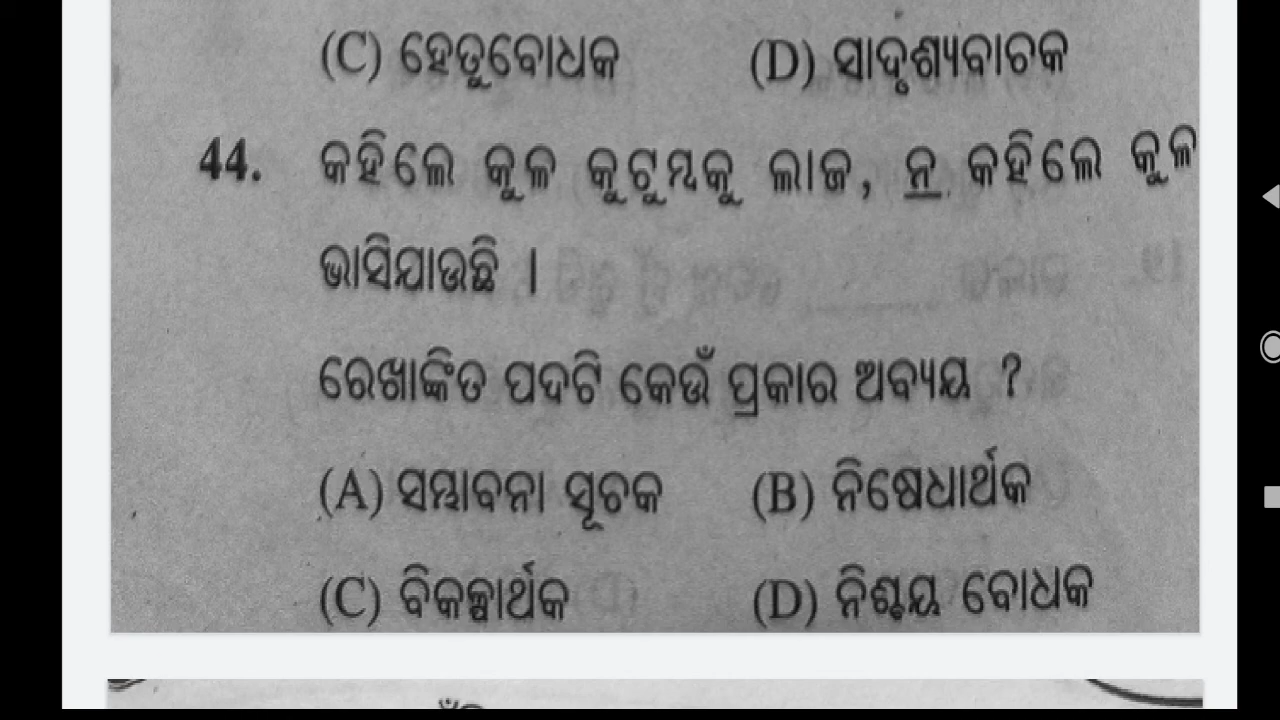 (C) ହେତୁବୋଧକ (D) ସାଦୃଶ୍ୟବାଚକ
44. କହିଲେ କୁଳ କୁଟୁମ୍ବକୁ ଲାଜ, ନ କହିଲେ କୁଳ
ଭାସିଯାଉଛି ।
ରେଖାଙ୍କିତ ପଦଟି କେଉଁ ପ୍ରକାର ଅବ୍ୟୟ ?
(A) ସମ୍ଭାବନା ସୂଚକ (B) ନିଷେଧାର୍ଥକ
(C) ବିକଳ୍ପାର୍ଥକ (D) ନିଶ୍ଚୟ ବୋଧକ